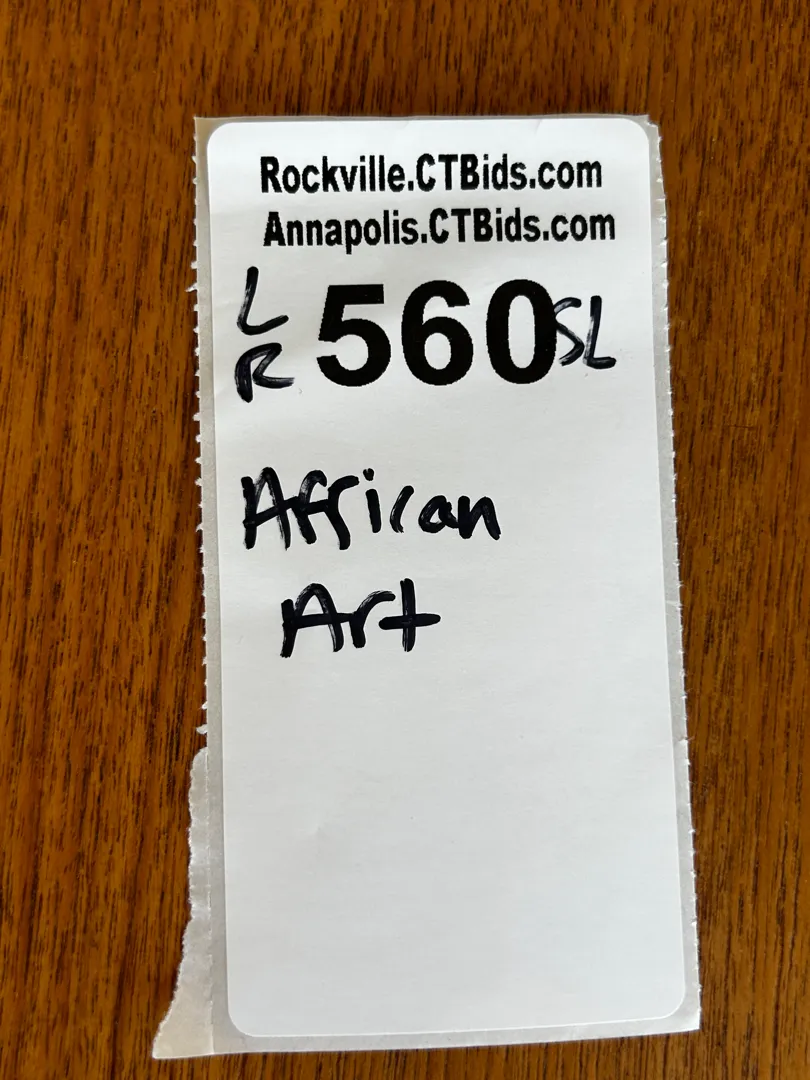 Rockville.CTBids.com
Annapolis.CTBids.com
L
R 560 SL
African
Art